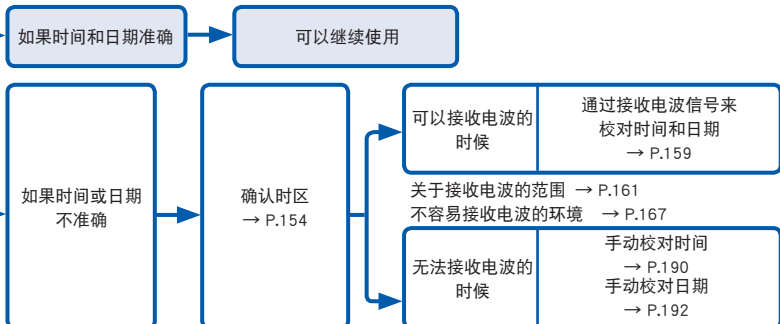 如果时间和日期准确
可以继续使用
如果时间或日期
不准确
确认时区
→ P.154
可以接收电波的
时候
通过接收电波信号来
校对时间和日期
→ P.159
关于接收电波的范围 → P.161
不容易接收电波的环境 → P.167
无法接收电波的
时候
手动校对时间
→ P.190
手动校对日期
→ P.192